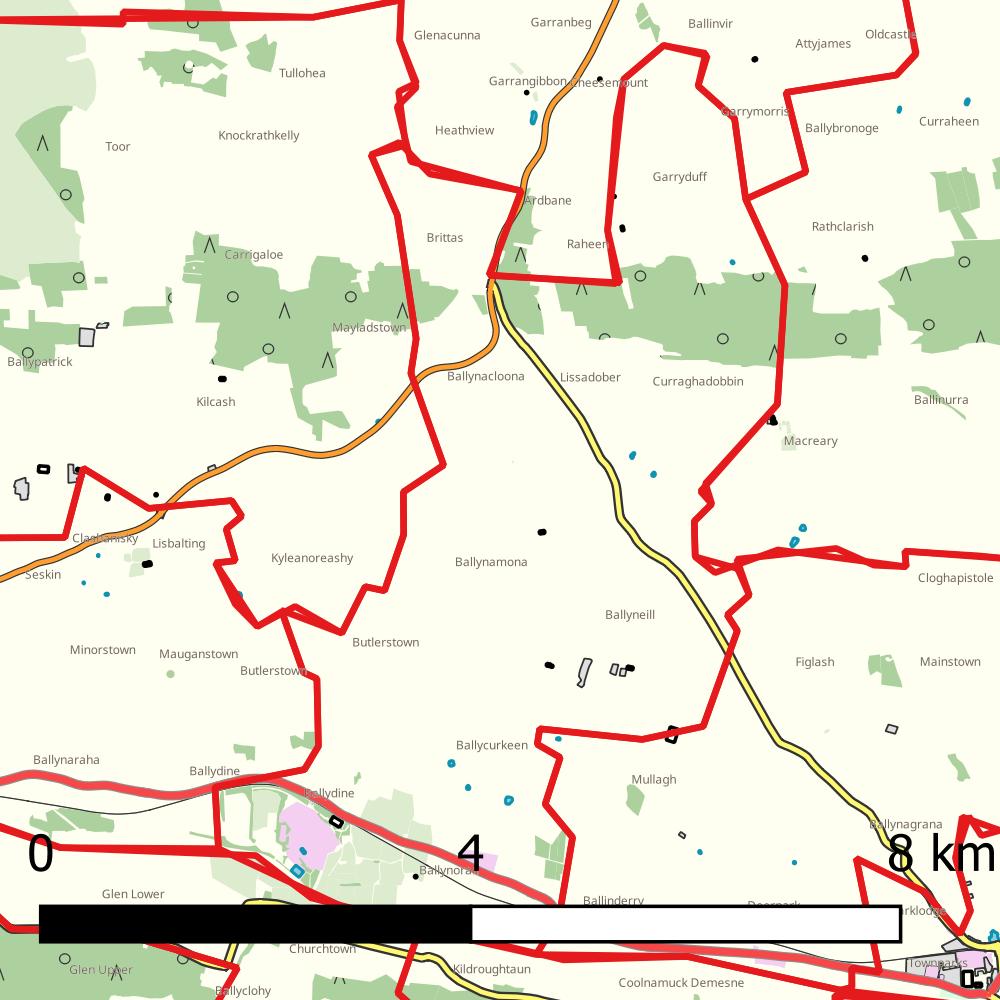 Garranbeg
Ballinvir
Glenacunna
Oldcastle
Attyjames
Tullohea
Garrangibbon
Cheesemount
Garrymorris
Curraheen
Knockrathkelly
Heathview
Ballybronoge
Toor
Garryduff
Ardbane
Rathclarish
Brittas
Raheen
Carrigaloe
Mayladstown
Ballypatrick
Ballynacloona
Lissadober
Curraghadobbin
Kilcash
Ballinurra
Macreary
Clashanisky
Lisbalting
Kyleanoreashy
Ballynamona
Seskin
Cloghapistole
Ballyneill
Minorstown
Mauganstown
Butlerstown
Butlerstown
Figlash
Mainstown
Ballycurkeen
Ballynaraha
Ballydine
Mullagh
Ballydine
Ballynagrana
0 4 8 km
Glen Lower
Ballinderry
Churchtown
Townparks
Glen Upper
Kildroughtaun
Coolnamuck Demesne
Ballyclohy